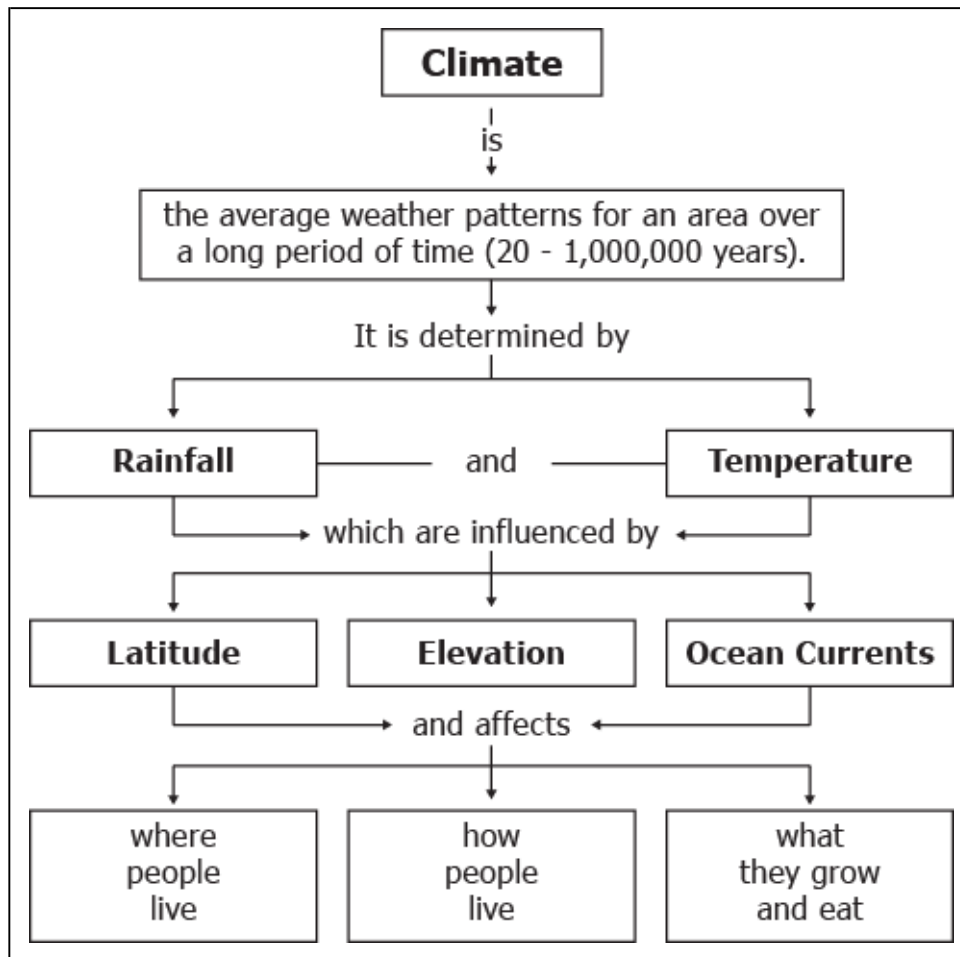 Climate
is
the average weather patterns for an area over
a long period of time (20 - 1,000,000 years).
It is determined by
Rainfall and Temperature
which are influenced by
Latitude Elevation Ocean Currents
and affects
where
people
live
how
people
live
what
they grow
and eat